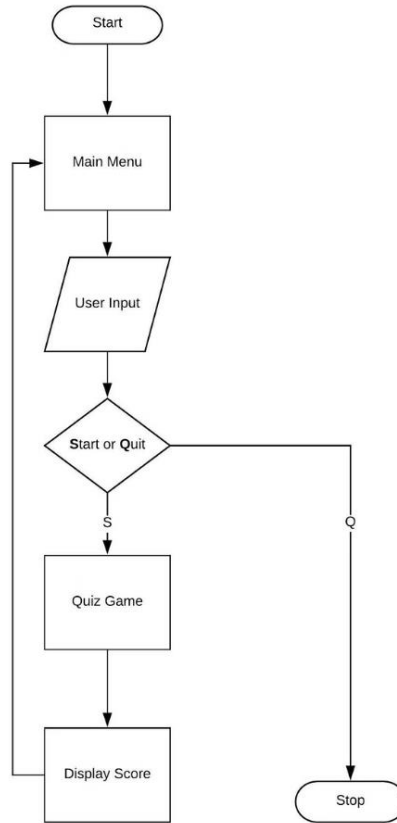 Start
Main Menu
User Input
Start or Quit
S
Q
Quiz Game
Display Score
Stop